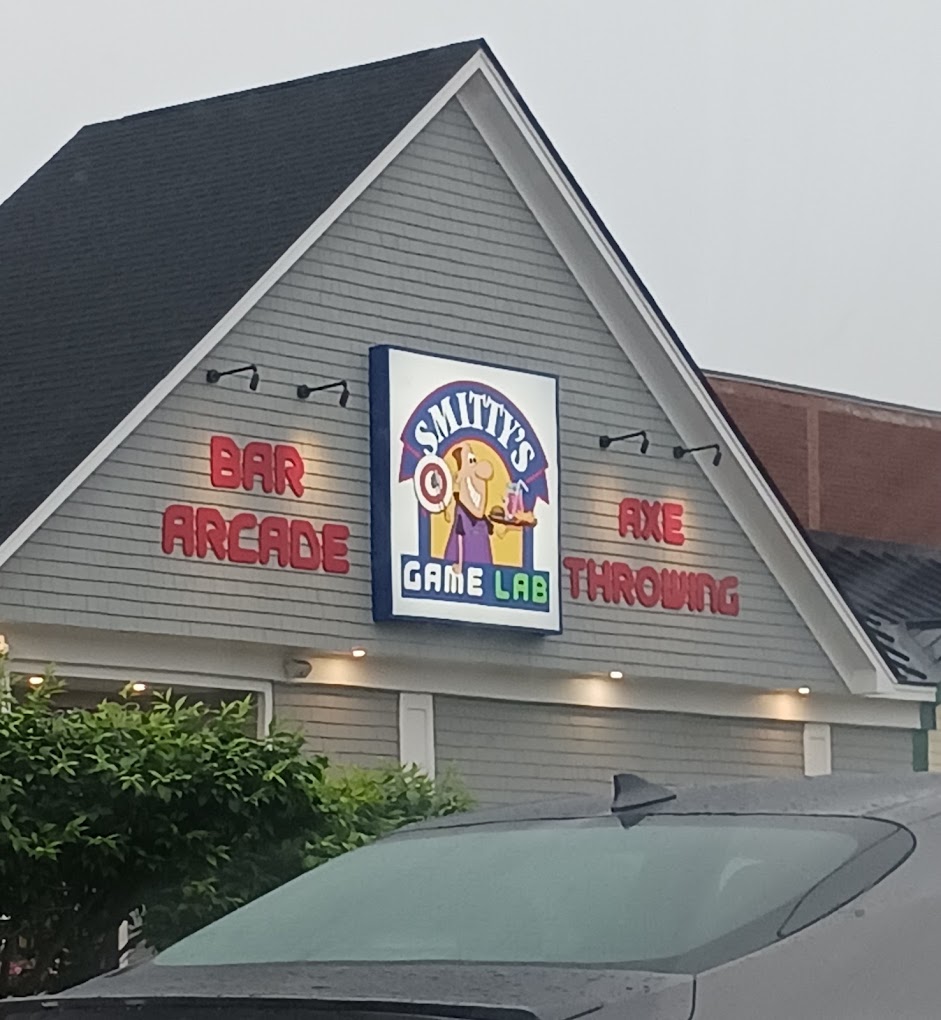 BAR
ARCADE
SMITTY'S
GAME LAB
AXE
THROWING